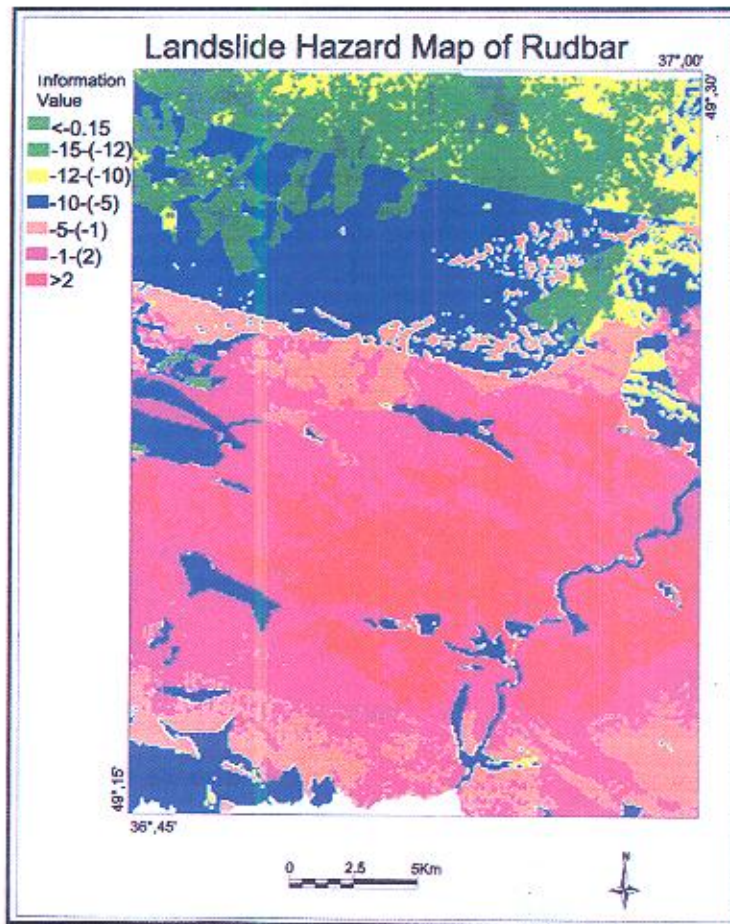 Landslide Hazard Map of Rudbar
37°,00'
49°,30'
Information
Value
<-0.15
-15-(-12)
-12-(-10)
-10-(-5)
-5-(-1)
-1-(2)
>2
49°,15'
36°,45'
0 2.5 5Km
N